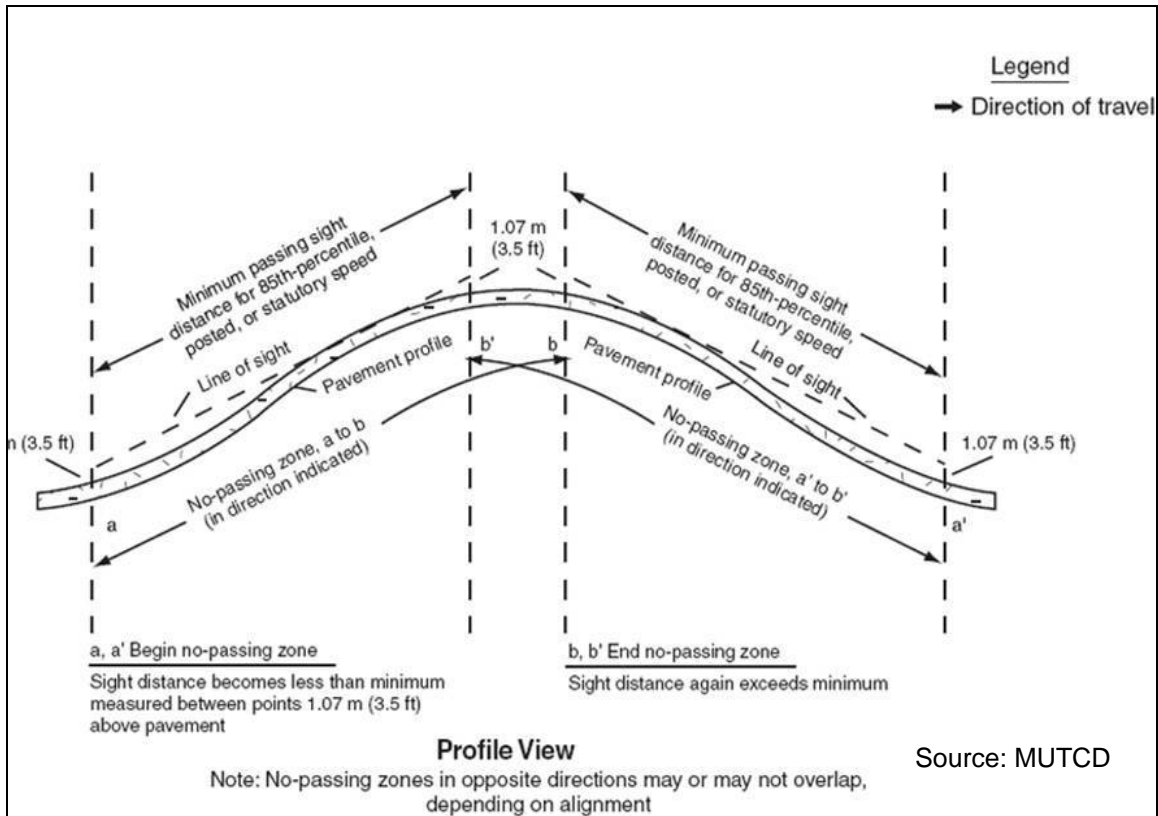 Legend
Direction of travel
Minimum passing sight
distance for 85th-percentile,
posted, or statutory speed
1.07 m
(3.5 ft)
Minimum passing sight
distance for 85th-percentile,
posted, or statutory speed
Line of sight
Pavement profile
b'
b
Pavement profile
Line of sight
m (3.5 ft)
No-passing zone, a to b
(in direction indicated)
No-passing zone, a' to b'
(in direction indicated)
1.07 m (3.5 ft)
a
a'
a, a' Begin no-passing zone
Sight distance becomes less than minimum
measured between points 1.07 m (3.5 ft)
above pavement
b, b' End no-passing zone
Sight distance again exceeds minimum
Profile View
Source: MUTCD
Note: No-passing zones in opposite directions may or may not overlap,
depending on alignment